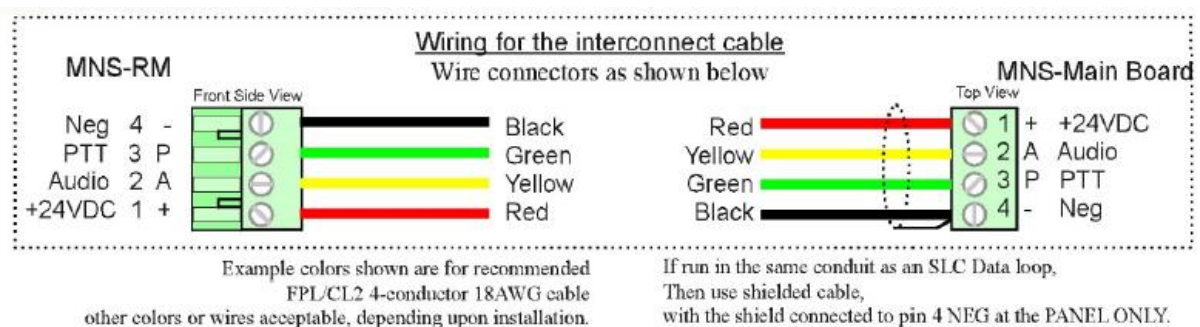 Wiring for the interconnect cable
Wire connectors as shown below
MNS-RM
Front Side View
Neg 4 -
PTT 3 P
Audio 2 A
+24VDC 1 +
Black
Green
Yellow
Red
MNS-Main Board
Top View
Red
Yellow
Green
Black
1 + +24VDC
2 A Audio
3 P PTT
4 - Neg
Example colors shown are for recommended
FPL/CL2 4-conductor 18AWG cable
other colors or wires acceptable, depending upon installation.
If run in the same conduit as an SLC Data loop,
Then use shielded cable,
with the shield connected to pin 4 NEG at the PANEL ONLY.